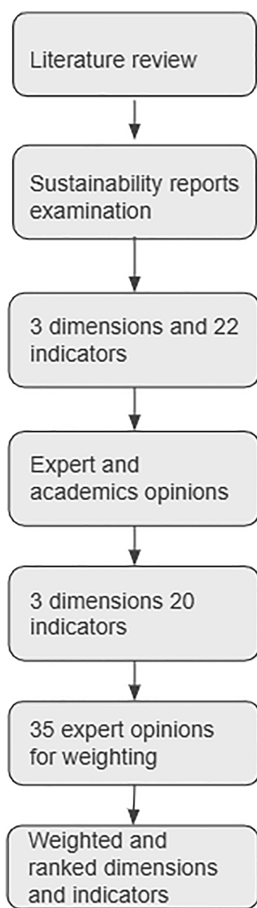 Literature review
Sustainability reports
examination
3 dimensions and 22
indicators
Expert and
academics opinions
3 dimensions 20
indicators
35 expert opinions
for weighting
Weighted and
ranked dimensions
and indicators